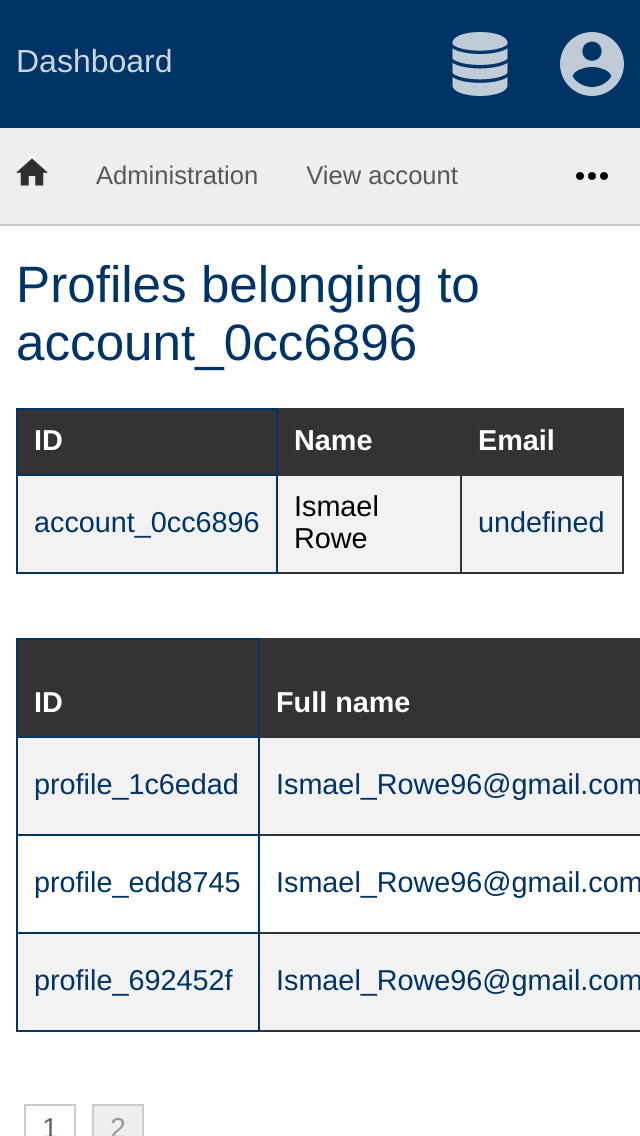 Dashboard
Administration View account
Profiles belonging to
account_0cc6896
ID Name Email
account_0cc6896 Ismael Rowe undefined
ID Full name
profile_1c6edad Ismael_Rowe96@gmail.com
profile_edd8745 Ismael_Rowe96@gmail.com
profile_692452f Ismael_Rowe96@gmail.com
1 2